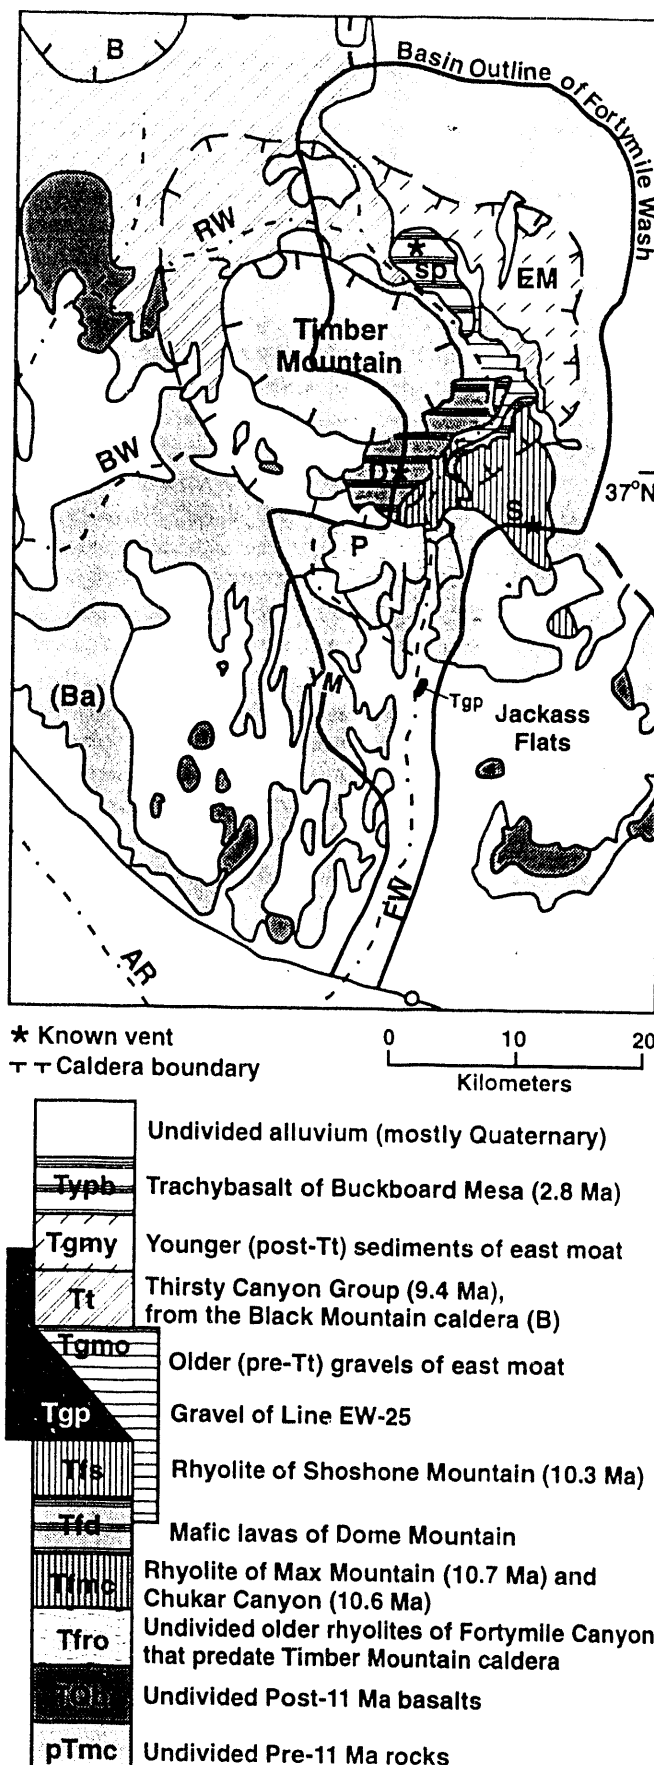 B
Basin Outline of Fortymile Wash
RW
sp
EM
Timber
Mountain
BW
D
37°N
S
P
(Ba)
YM
Tgp
Jackass
Flats
FW
AR
★ Known vent
Caldera boundary
0 10 20
Kilometers
Undivided alluvium (mostly Quaternary)
Typb Trachybasalt of Buckboard Mesa (2.8 Ma)
Tgmy Younger (post-Tt) sediments of east moat
Tt Thirsty Canyon Group (9.4 Ma),
from the Black Mountain caldera (B)
Tgmo Older (pre-Tt) gravels of east moat
Tgp Gravel of Line EW-25
Tfs Rhyolite of Shoshone Mountain (10.3 Ma)
Tfd Mafic lavas of Dome Mountain
Tfmc Rhyolite of Max Mountain (10.7 Ma) and
Chukar Canyon (10.6 Ma)
Tfro Undivided older rhyolites of Fortymile Canyon
that predate Timber Mountain caldera
Undivided Post-11 Ma basalts
pTmc Undivided Pre-11 Ma rocks